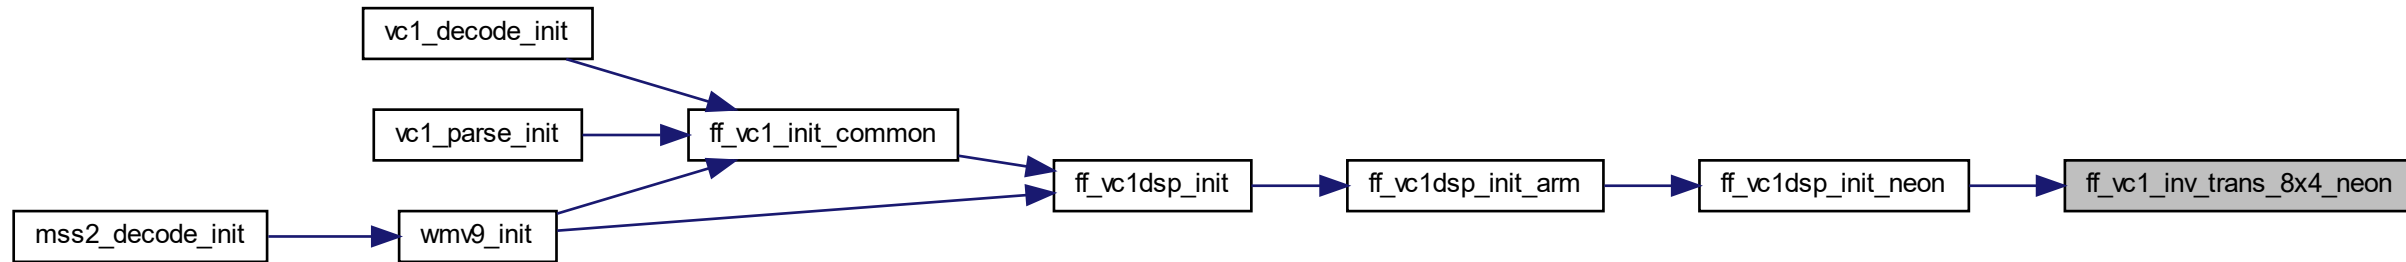 vc1_decode_init
vc1_parse_init
ff_vc1_init_common
ff_vc1dsp_init
ff_vc1dsp_init_arm
ff_vc1dsp_init_neon
ff_vc1_inv_trans_8x4_neon
mss2_decode_init
wmv9_init